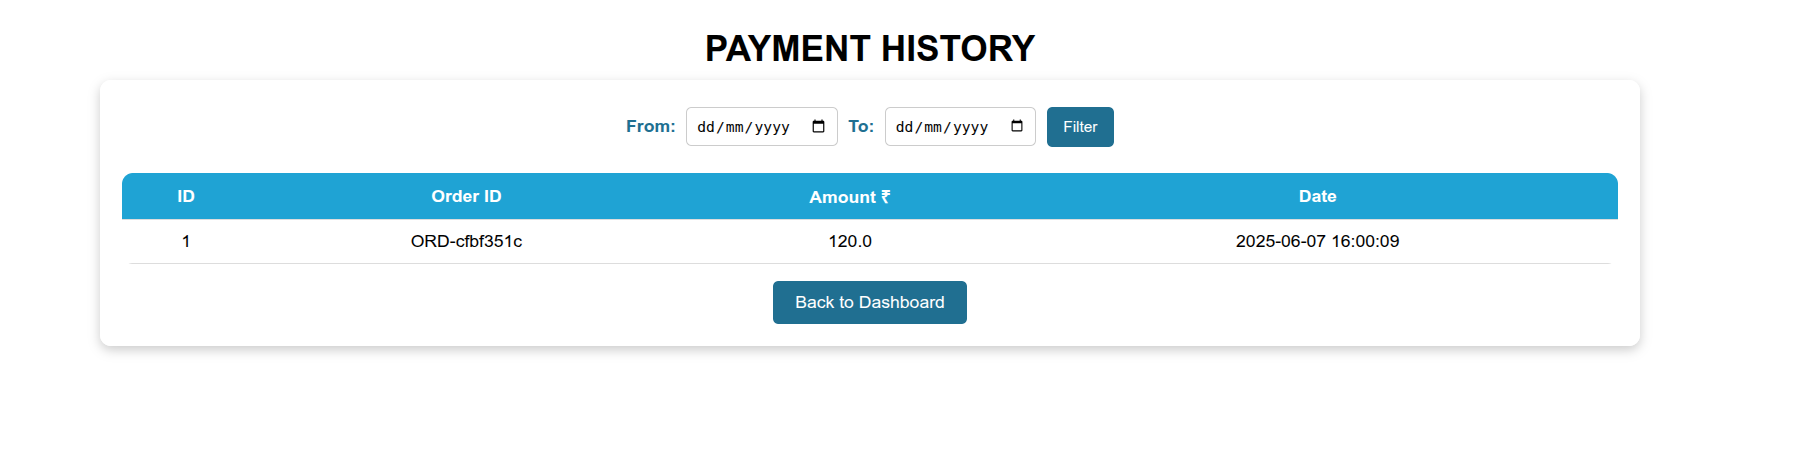 PAYMENT HISTORY
From: dd/mm/yyyy To: dd/mm/yyyy Filter
ID Order ID Amount ₹ Date
1 ORD-cfbf351c 120.0 2025-06-07 16:00:09
Back to Dashboard